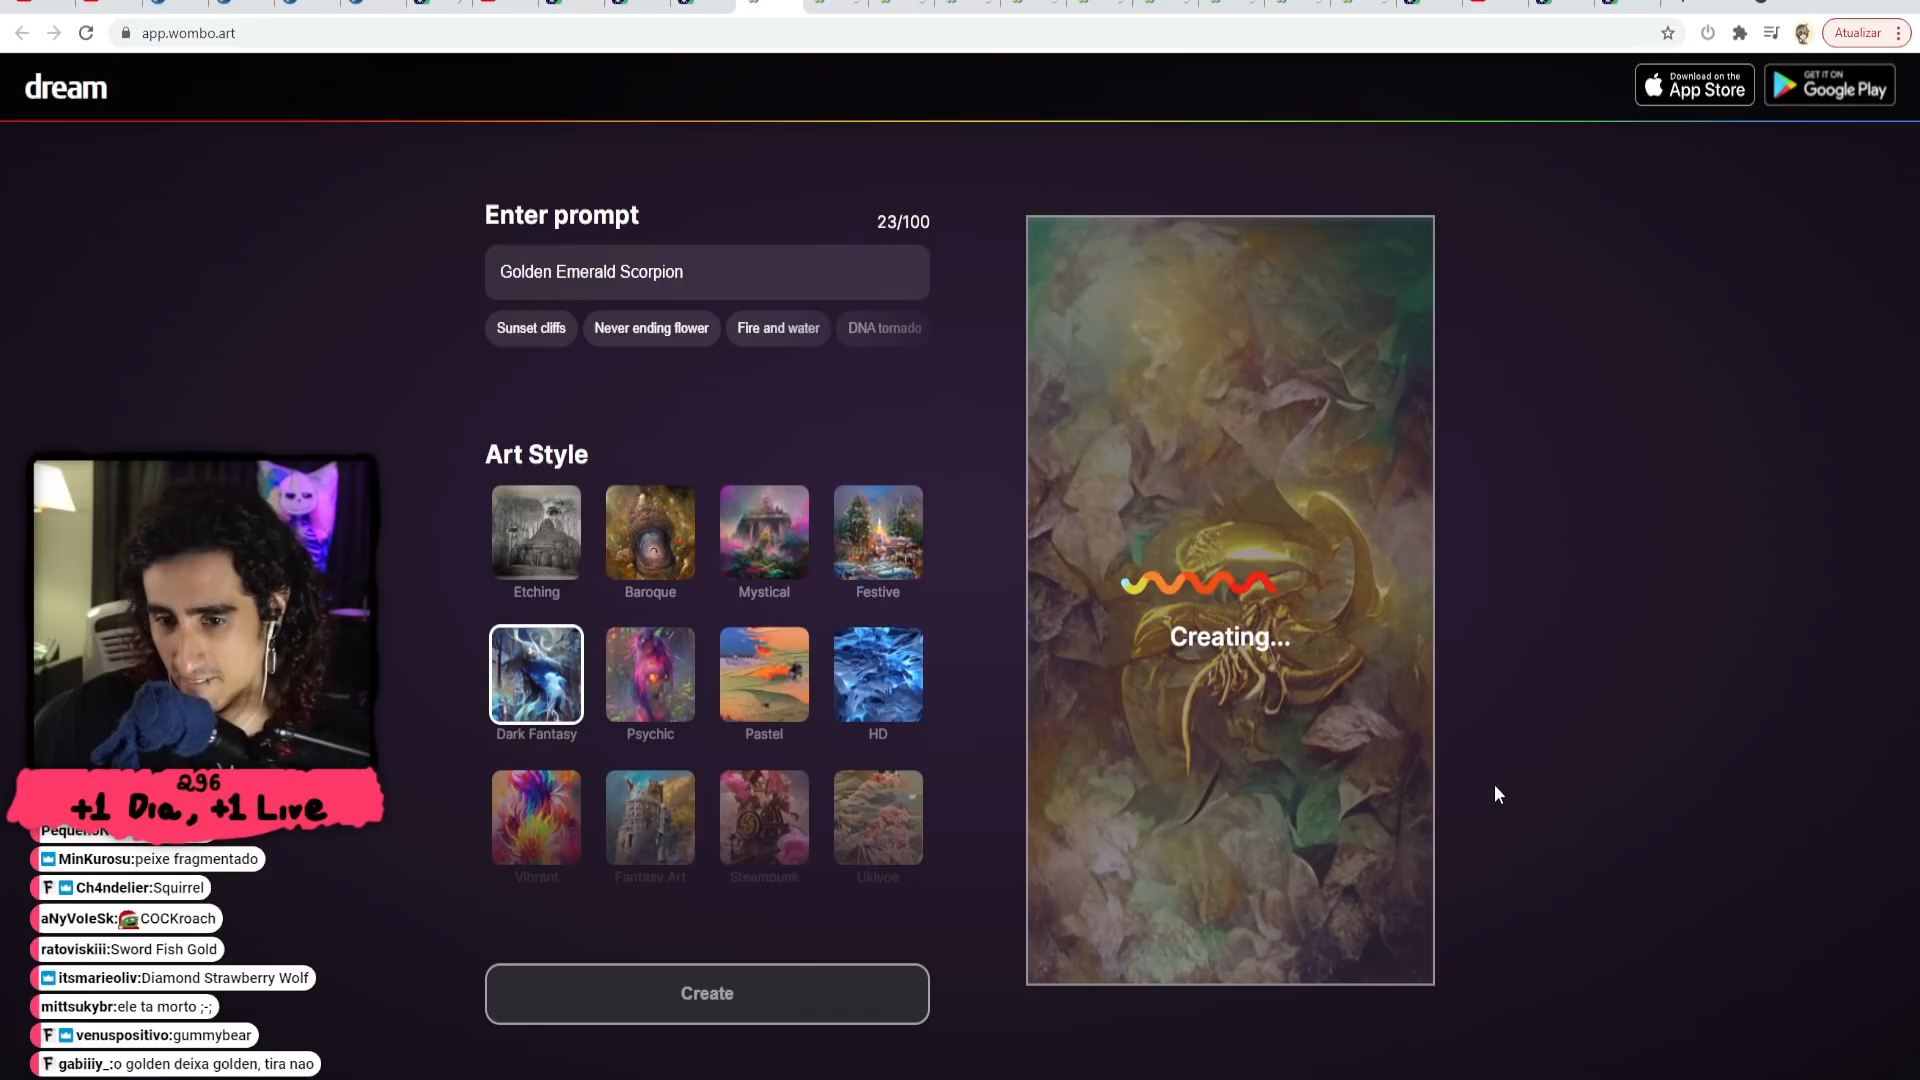 app.wombo.art
Atualizar
dream
Download on the
App Store
GET IT ON
Google Play
Enter prompt
23/100
Golden Emerald Scorpion
Sunset cliffs
Never ending flower
Fire and water
DNA tornado
Art Style
Etching
Baroque
Mystical
Festive
Dark Fantasy
Psychic
Pastel
HD
Vibrant
Fantasy Art
Steampunk
Ukiyoe
Creating...
Create
296
+1 Dia, +1 Live
MinKurosu:peixe fragmentado
F Ch4ndelier:Squirrel
aNyVoIeSk: COCKroach
ratoviskiii:Sword Fish Gold
itsmarieoliv:Diamond Strawberry Wolf
mittsukybr:ele ta morto ;-;
F venuspositivo:gummybear
F gabiiiy_:o golden deixa golden, tira nao